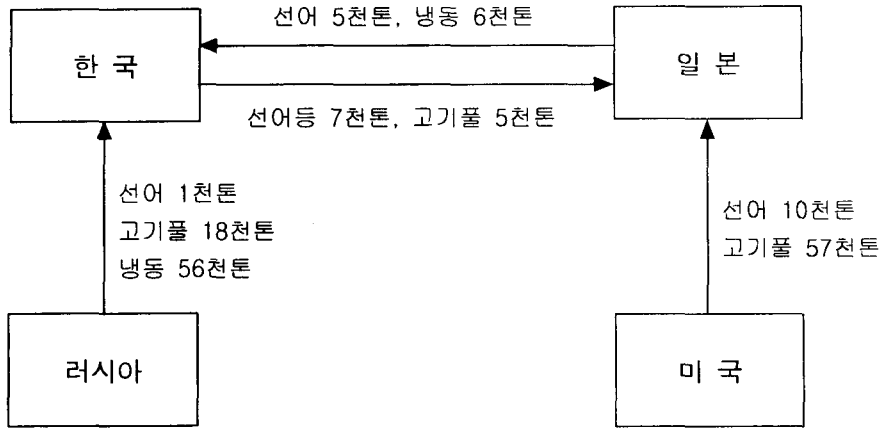 선어 5천톤, 냉동 6천톤
한 국
일 본
선어등 7천톤, 고기풀 5천톤
선어 1천톤
고기풀 18천톤
냉동 56천톤
선어 10천톤
고기풀 57천톤
러시아
미 국